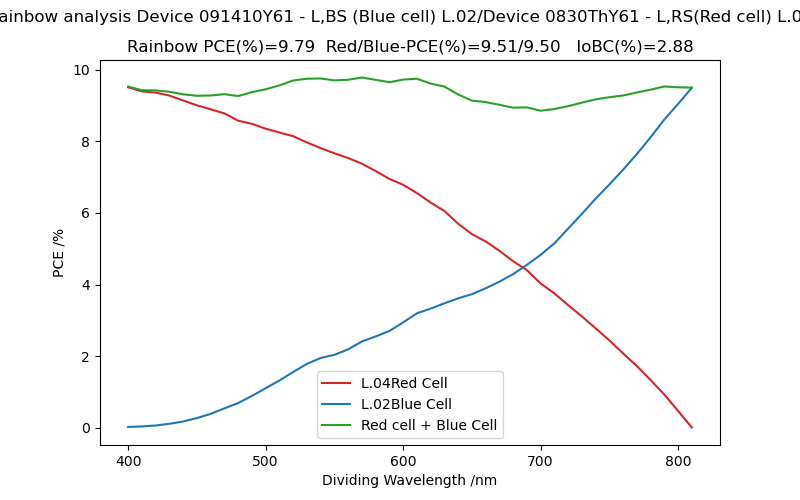 ainbow analysis Device 091410Y61 - L,BS (Blue cell) L.02/Device 0830ThY61 - L,RS(Red cell) L.0
Rainbow PCE(%)=9.79 Red/Blue-PCE(%)=9.51/9.50 IoBC(%)=2.88
10
8
6
4
2
0
PCE /%
L.04Red Cell
L.02Blue Cell
Red cell + Blue Cell
400 500 600 700 800
Dividing Wavelength /nm